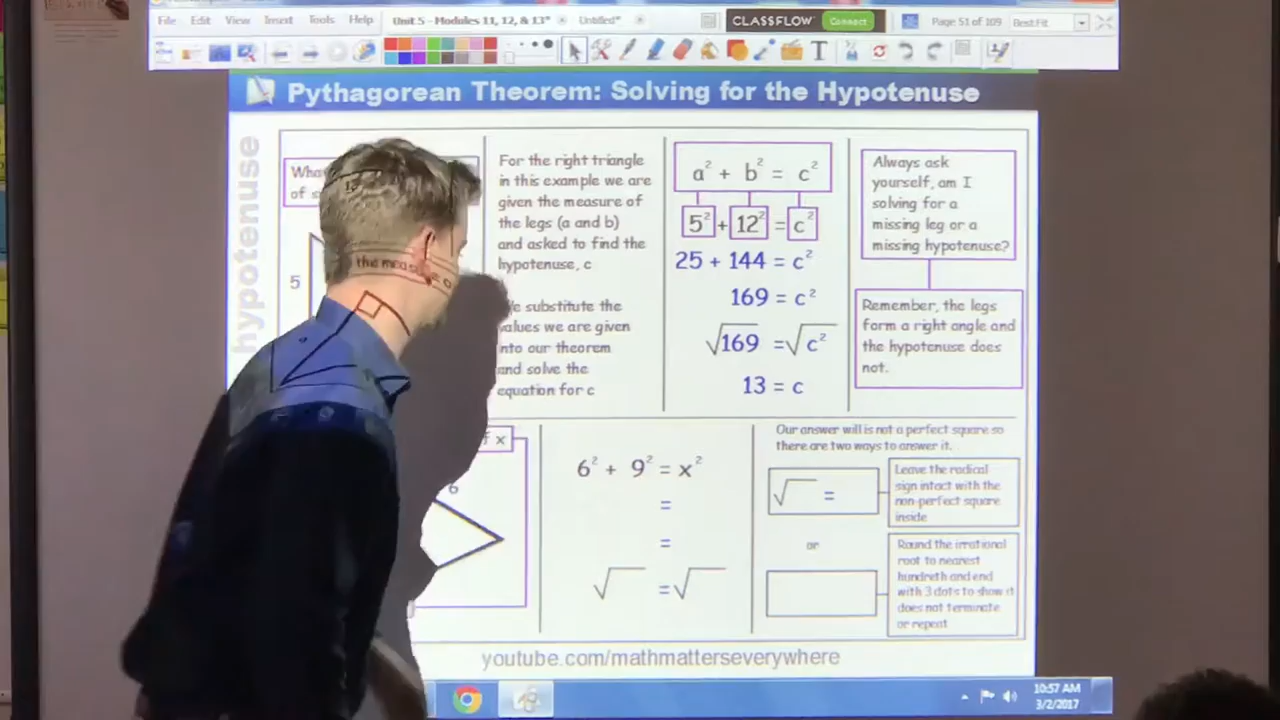 File Edit View Insert Tools Help
Unit 5 - Modules 11, 12, & 13*
Untitled*
CLASSFLOW Connect
Page 51 of 109 Best Fit
T
Pythagorean Theorem: Solving for the Hypotenuse
hypotenuse
of
5
the
For the right triangle
in this example we are
given the measure of
the legs (a and b)
and asked to find the
hypotenuse, c
substitute the
values we are given
into our theorem
and solve the
equation for c
a² + b² = c²
5² + 12² = c²
25 + 144 = c²
169 = c²
√169 = √c²
13 = c
Always ask
yourself, am I
solving for a
missing leg or a
missing hypotenuse?
Remember, the legs
form a right angle and
the hypotenuse does
not.
x
6
6² + 9² = x²
=
=
√ = √
Our answer will is not a perfect square so
there are two ways to answer it.
√ =
Leave the radical
sign intact with the
non-perfect square
inside
or
Round the irrational
root to nearest
hundreth and end
with 3 dots to show it
does not terminate
or repeat
youtube.com/mathmatterseverywhere
10:57 AM
3/2/2017